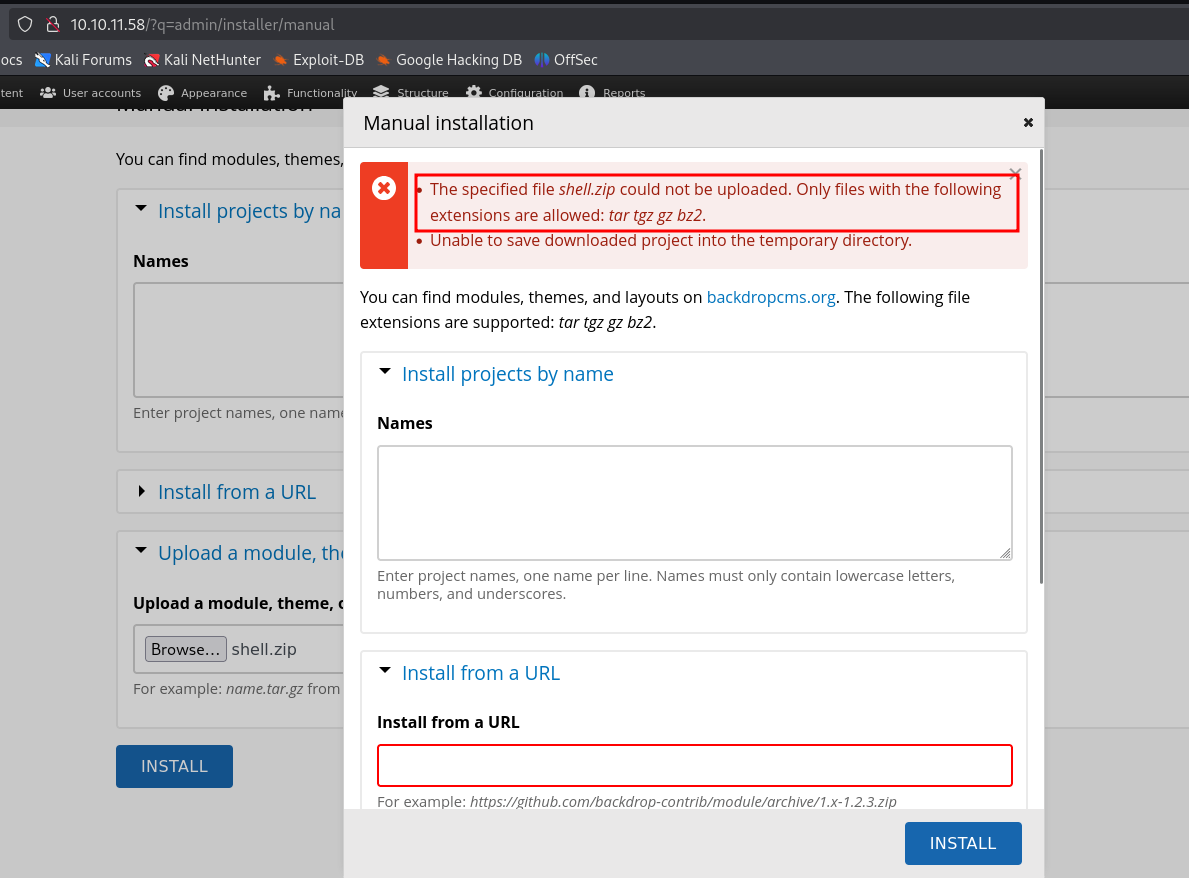 10.10.11.58/?q=admin/installer/manual
ocs Kali Forums Kali NetHunter Exploit-DB Google Hacking DB OffSec
tent User accounts Appearance Functionality Structure Configuration Reports
Manual installation
Manual installation
The specified file shell.zip could not be uploaded. Only files with the following
extensions are allowed: tar tgz gz bz2.
Unable to save downloaded project into the temporary directory.
You can find modules, themes, and layouts on backdropcms.org. The following file
extensions are supported: tar tgz gz bz2.
Install projects by name
Names
Enter project names, one name per line. Names must only contain lowercase letters,
numbers, and underscores.
Install from a URL
Install from a URL
For example: https://github.com/backdrop-contrib/module/archive/1.x-1.2.3.zip
INSTALL
You can find modules, themes,
Install projects by na
Names
Enter project names, one name
Install from a URL
Upload a module, the
Upload a module, theme, o
Browse... shell.zip
For example: name.tar.gz from
INSTALL